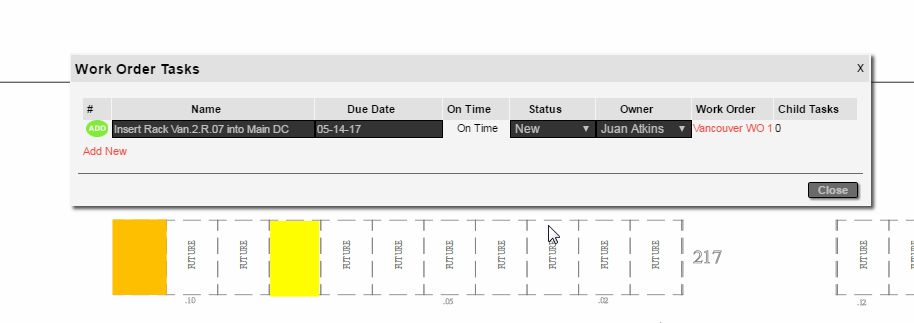 Work Order Tasks X
# Name Due Date On Time Status Owner Work Order Child Tasks
ADD Insert Rack Van.2.R.07 into Main DC 05-14-17 On Time New Juan Atkins Vancouver WO 1 0
Add New
Close
FUTURE FUTURE FUTURE FUTURE FUTURE FUTURE FUTURE FUTURE FUTURE 217 FUTURE FUTURE
.10 .05 .02 .12